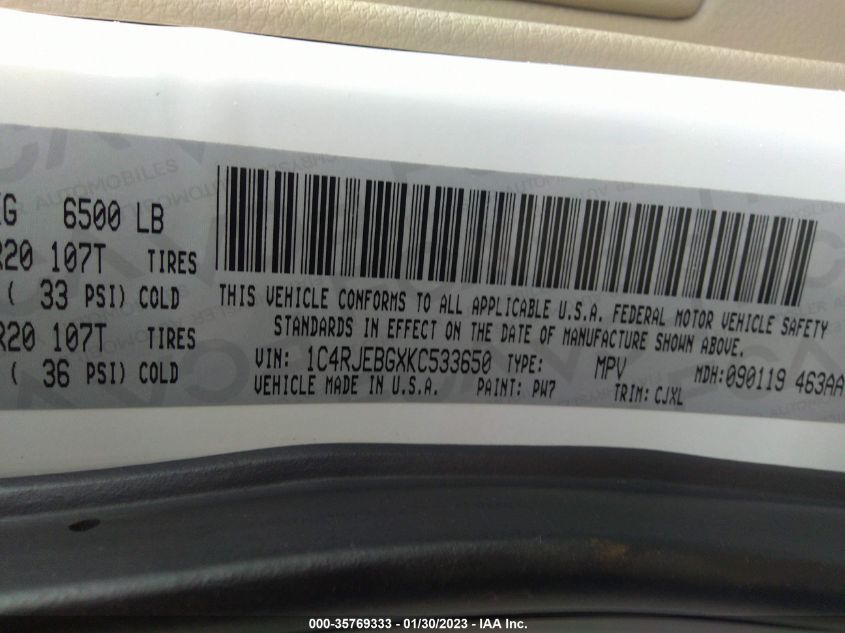 6500 LB
R20 107T TIRES
( 33 PSI) COLD
R20 107T TIRES
( 36 PSI) COLD
THIS VEHICLE CONFORMS TO ALL APPLICABLE U.S.A. FEDERAL MOTOR VEHICLE SAFETY
STANDARDS IN EFFECT ON THE DATE OF MANUFACTURE SHOWN ABOVE.
VIN: 1C4RJEBGXKC533650 TYPE: MPV MDH:090119 463AA
VEHICLE MADE IN U.S.A. PAINT: PW7 TRIM: CJXL
000-35769333 - 01/30/2023 - IAA Inc.